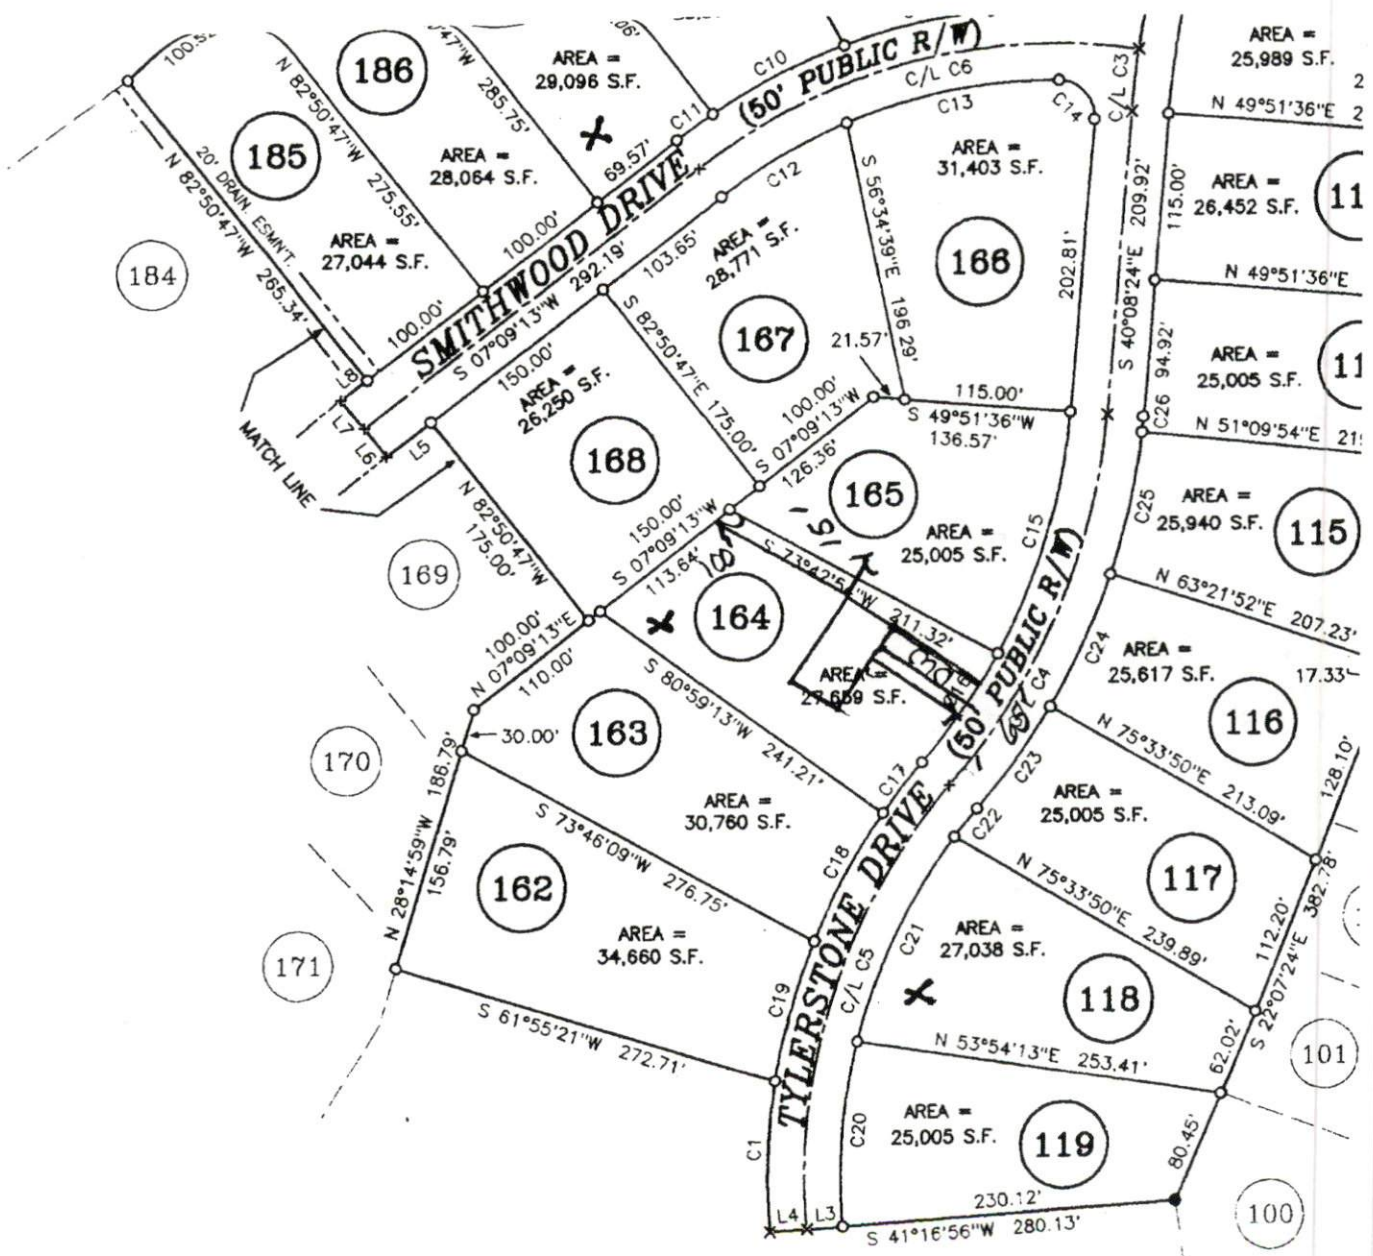 100.52
N 82°50'47"W 275.55'
185
20' DRAIN. ESMN'T.
N 82°50'47"W 265.34'
AREA =
27,044 S.F.
184
186
47"W 285.75'
AREA =
28,064 S.F.
AREA =
29,096 S.F.
X
C10
C11
69.57'
100.00'
100.00'
SMITHWOOD DRIVE
(50' PUBLIC R/W)
S 07°09'13"W 292.19'
C/L C6
C13
C14
C/L C3
C12
103.65'
150.00'
L8
L7
L6
L5
MATCH LINE
AREA =
25,989 S.F.
N 49°51'36"E 2
AREA =
31,403 S.F.
166
S 56°34'39"E 196.29'
202.81'
S 40°08'24"E 209.92'
115.00'
AREA =
26,452 S.F.
11
N 49°51'36"E
94.92'
AREA =
25,005 S.F.
11
C26
N 51°09'54"E 21
AREA =
28,771 S.F.
167
21.57'
100.00'
S 07°09'13"W
126.36'
115.00'
S 49°51'36"W
136.57'
S 82°50'47"E 175.00'
AREA =
26,250 S.F.
168
N 82°50'47"W
175.00'
150.00'
S 07°09'13"W
113.64'
165
AREA =
25,005 S.F.
C15
C25
AREA =
25,940 S.F.
115
N 63°21'52"E 207.23'
17.33'
169
100.00'
N 07°09'13"E
110.00'
164
X
211.32'
AREA =
27,659 S.F.
S 80°59'13"W 241.21'
(50' PUBLIC R/W)
C4
C24
AREA =
25,617 S.F.
116
N 75°33'50"E 213.09'
128.10'
170
30.00'
163
AREA =
30,760 S.F.
S 73°46'09"W 276.75'
C17
C18
C23
C22
AREA =
25,005 S.F.
117
N 75°33'50"E 239.89'
112.20'
382.78'
S 22°07'24"E
N 28°14'59"W 186.79'
156.79'
162
AREA =
34,660 S.F.
171
S 61°55'21"W 272.71'
C19
TYLERSTONE DRIVE
C/L C5
C21
AREA =
27,038 S.F.
X
118
N 53°54'13"E 253.41'
62.02'
101
C1
C20
AREA =
25,005 S.F.
119
80.45'
230.12'
L4
L3
S 41°16'56"W 280.13'
100